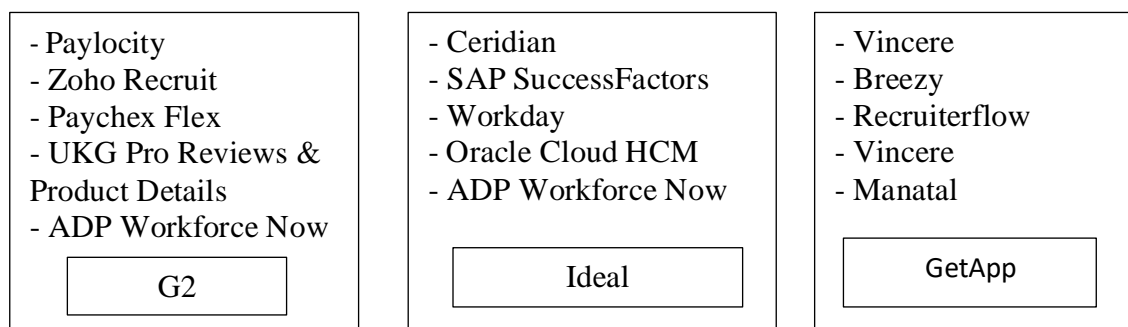 - Paylocity
- Zoho Recruit
- Paychex Flex
- UKG Pro Reviews &
Product Details
- ADP Workforce Now
G2
- Ceridian
- SAP SuccessFactors
- Workday
- Oracle Cloud HCM
- ADP Workforce Now
Ideal
- Vincere
- Breezy
- Recruiterflow
- Vincere
- Manatal
GetApp